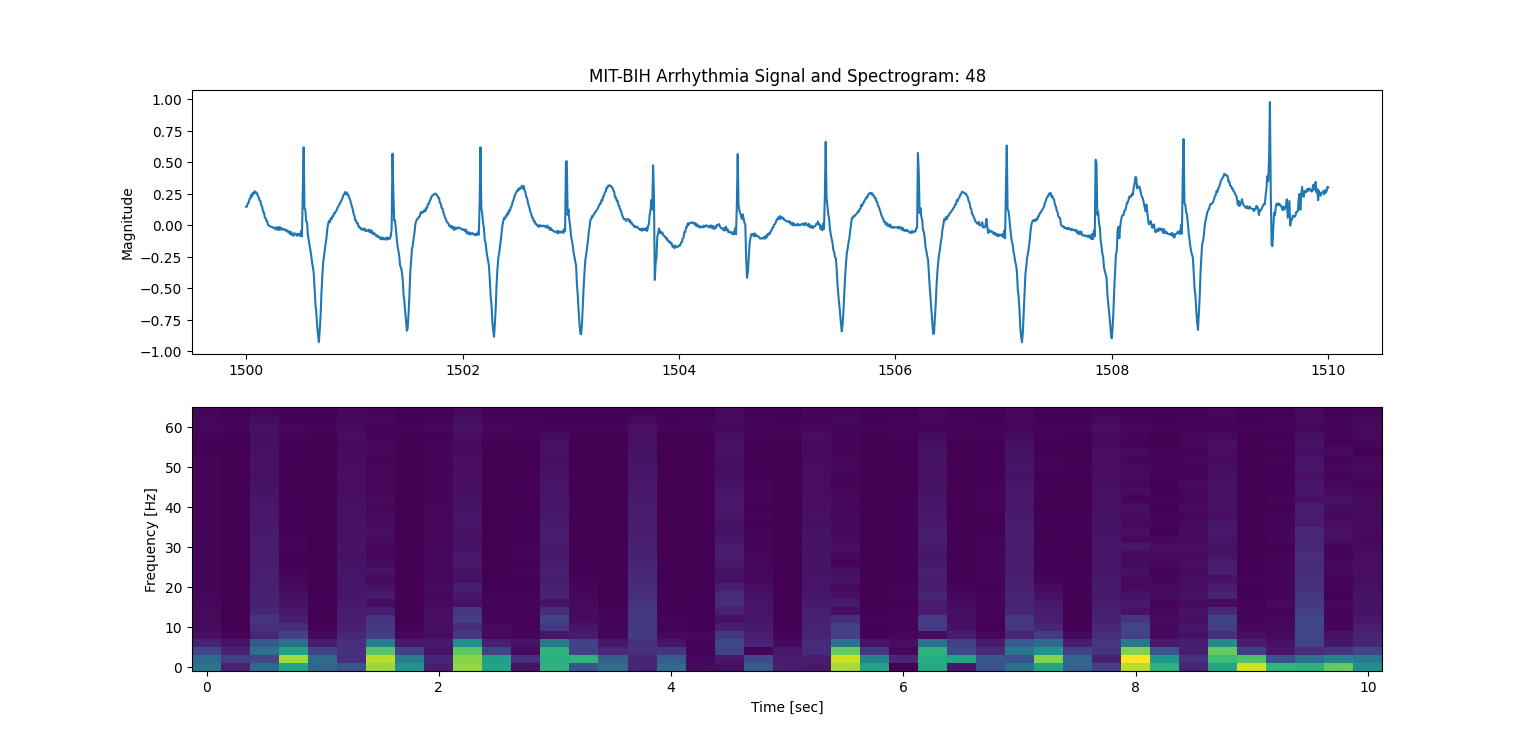 MIT-BIH Arrhythmia Signal and Spectrogram: 48
1.00
0.75
0.50
0.25
0.00
−0.25
−0.50
−0.75
−1.00
Magnitude
1500 1502 1504 1506 1508 1510
60
50
40
30
20
10
0
Frequency [Hz]
0 2 4 6 8 10
Time [sec]